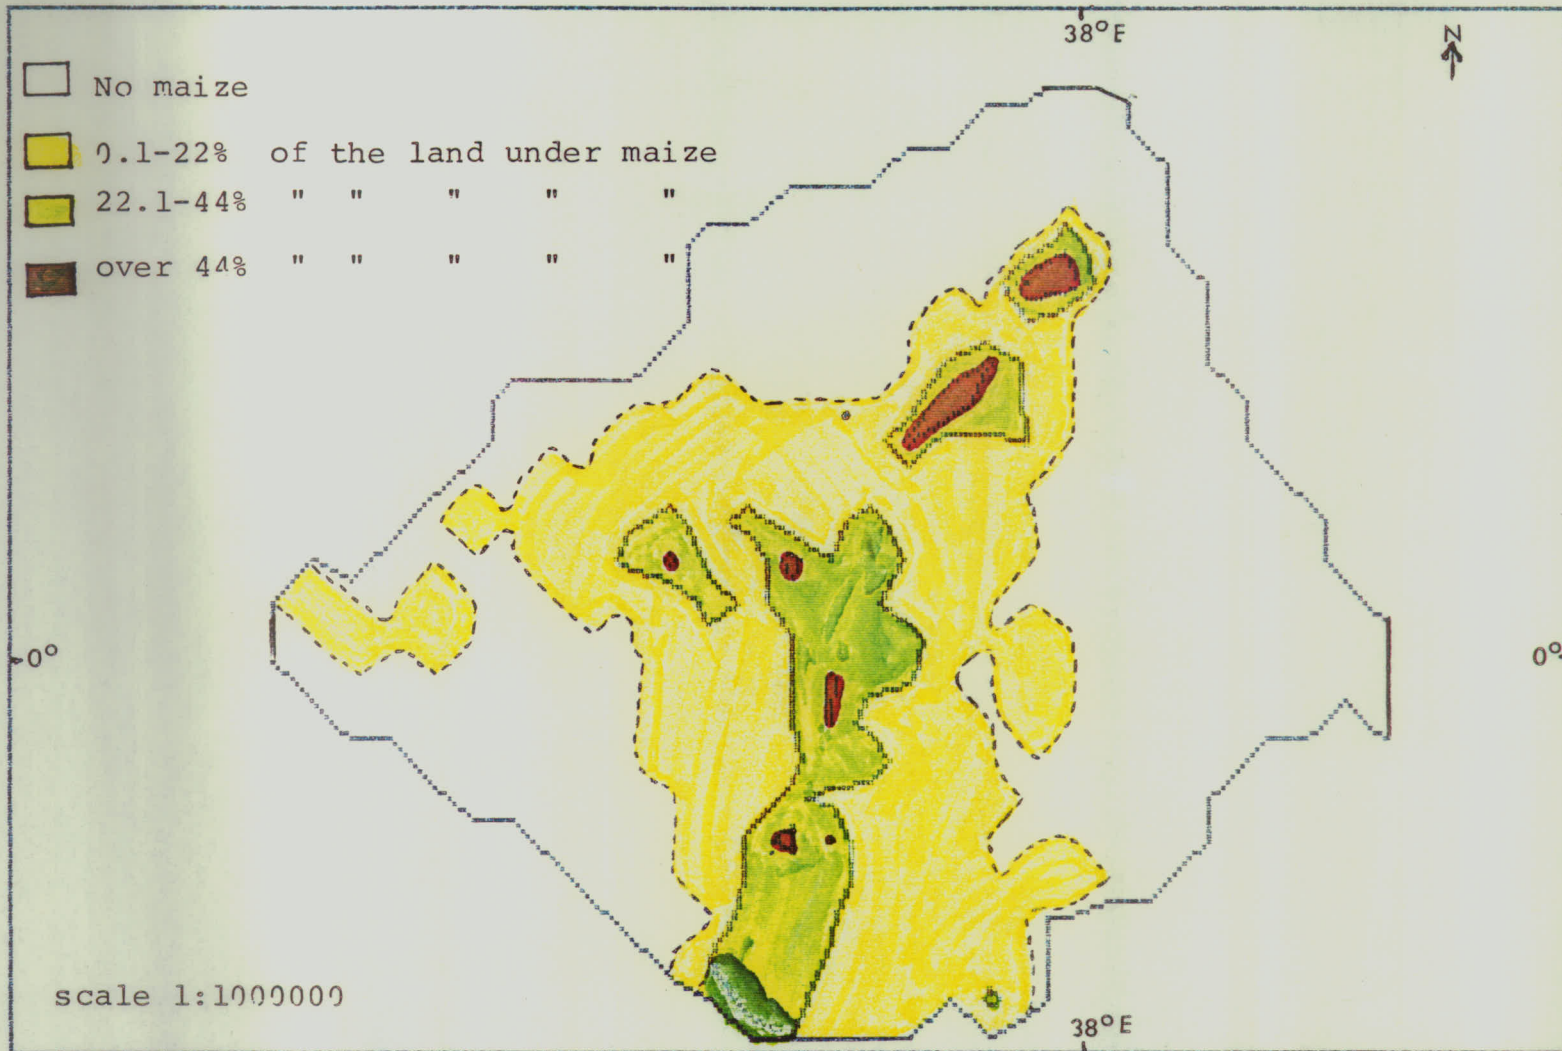 38°E
N
No maize
0.1-22% of the land under maize
22.1-44% " " " " "
over 44% " " " " "
0° 0°
scale 1:1000000
38°E